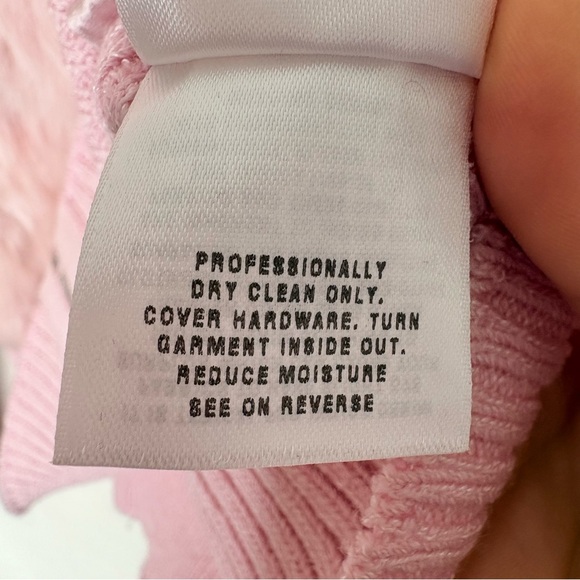 PROFESSIONALLY
DRY CLEAN ONLY.
COVER HARDWARE. TURN
GARMENT INSIDE OUT.
REDUCE MOISTURE
SEE ON REVERSE